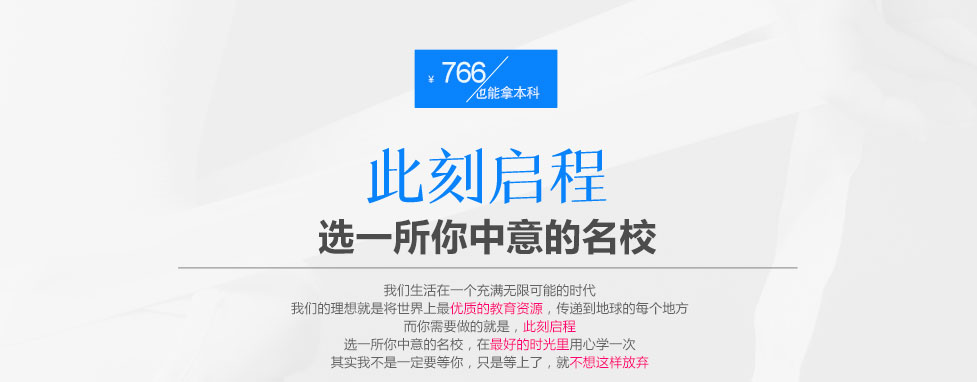 ¥ 766
也能拿本科
此刻启程
选一所你中意的名校
我们生活在一个充满无限可能的时代
我们的理想就是将世界上最优质的教育资源，传递到地球的每个地方
而你需要做的就是，此刻启程
选一所你中意的名校，在最好的时光里用心学一次
其实我不是一定要等你，只是等上了，就不想这样放弃